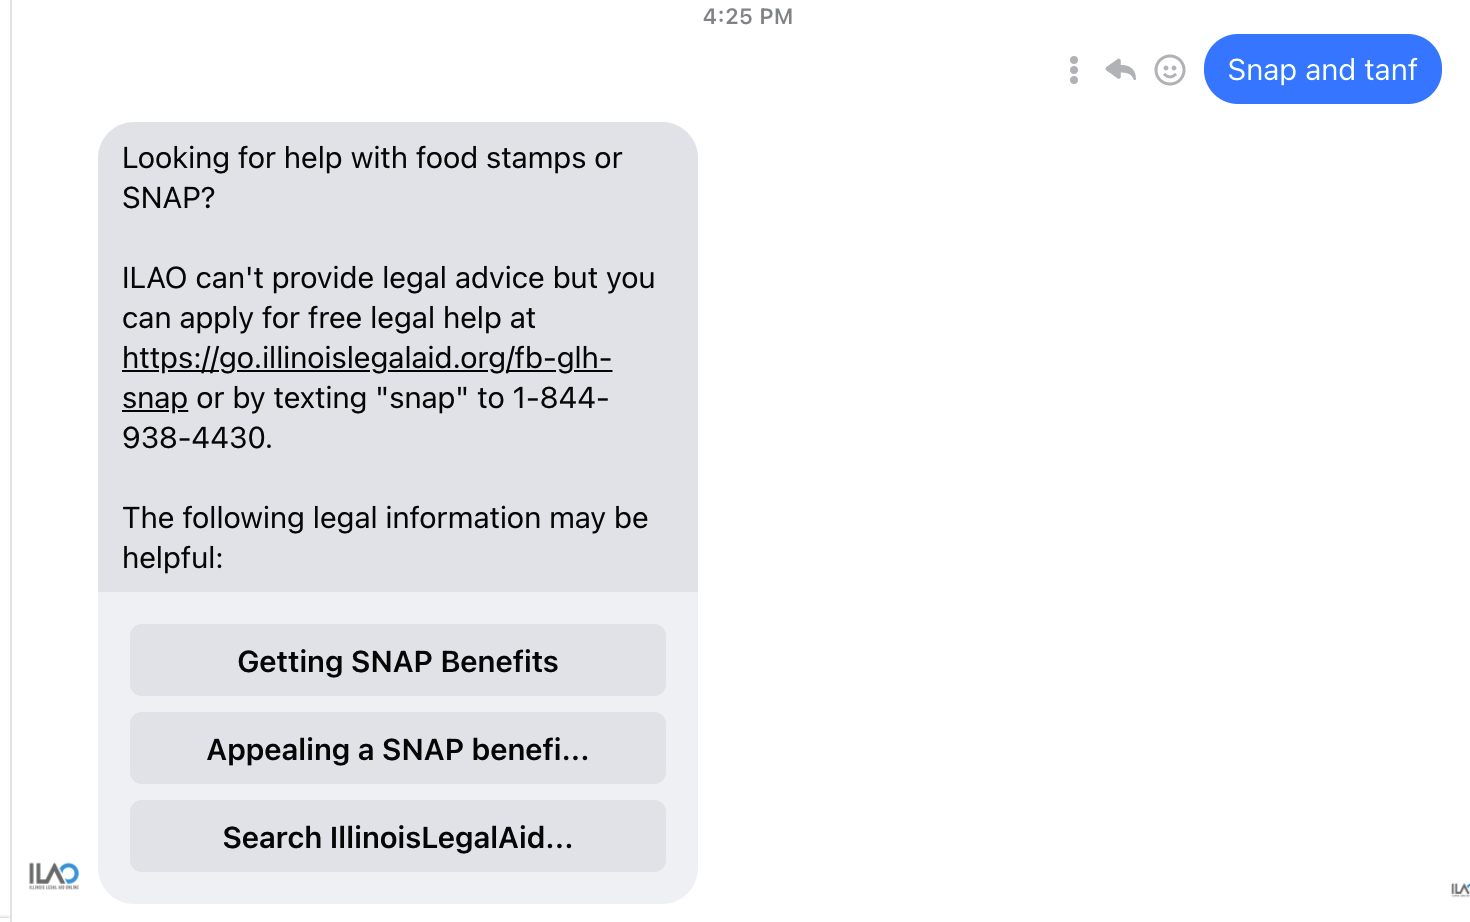 4:25 PM
Snap and tanf
Looking for help with food stamps or
SNAP?
ILAO can't provide legal advice but you
can apply for free legal help at
https://go.illinoislegalaid.org/fb-glh-
snap or by texting "snap" to 1-844-
938-4430.
The following legal information may be
helpful:
Getting SNAP Benefits
Appealing a SNAP benefi...
Search IllinoisLegalAid...
ILAO
ILLINOIS LEGAL AID ONLINE
ILA